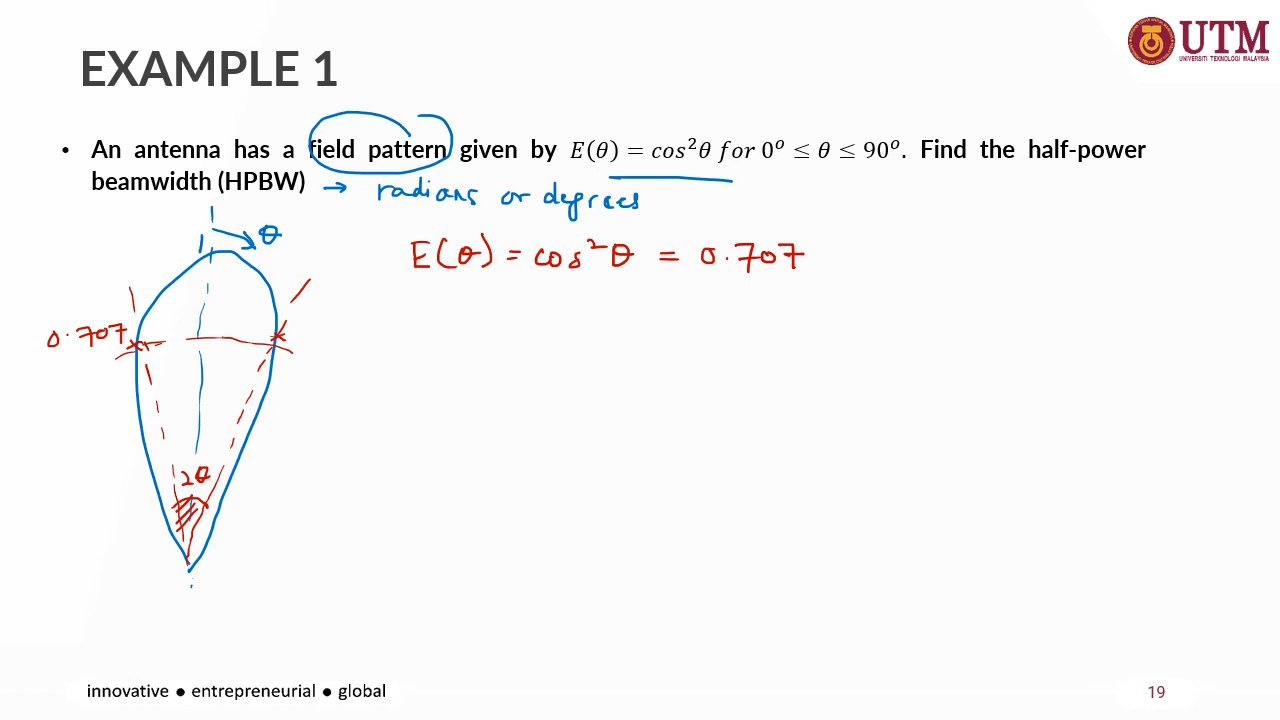 UTM
UNIVERSITI TEKNOLOGI MALAYSIA
EXAMPLE 1
• An antenna has a field pattern given by E(θ) = cos²θ for 0° ≤ θ ≤ 90°. Find the half-power
beamwidth (HPBW) → radians or degrees
1 θ
E(θ) = cos²θ = 0.707
0.707
2θ
innovative ● entrepreneurial ● global
19